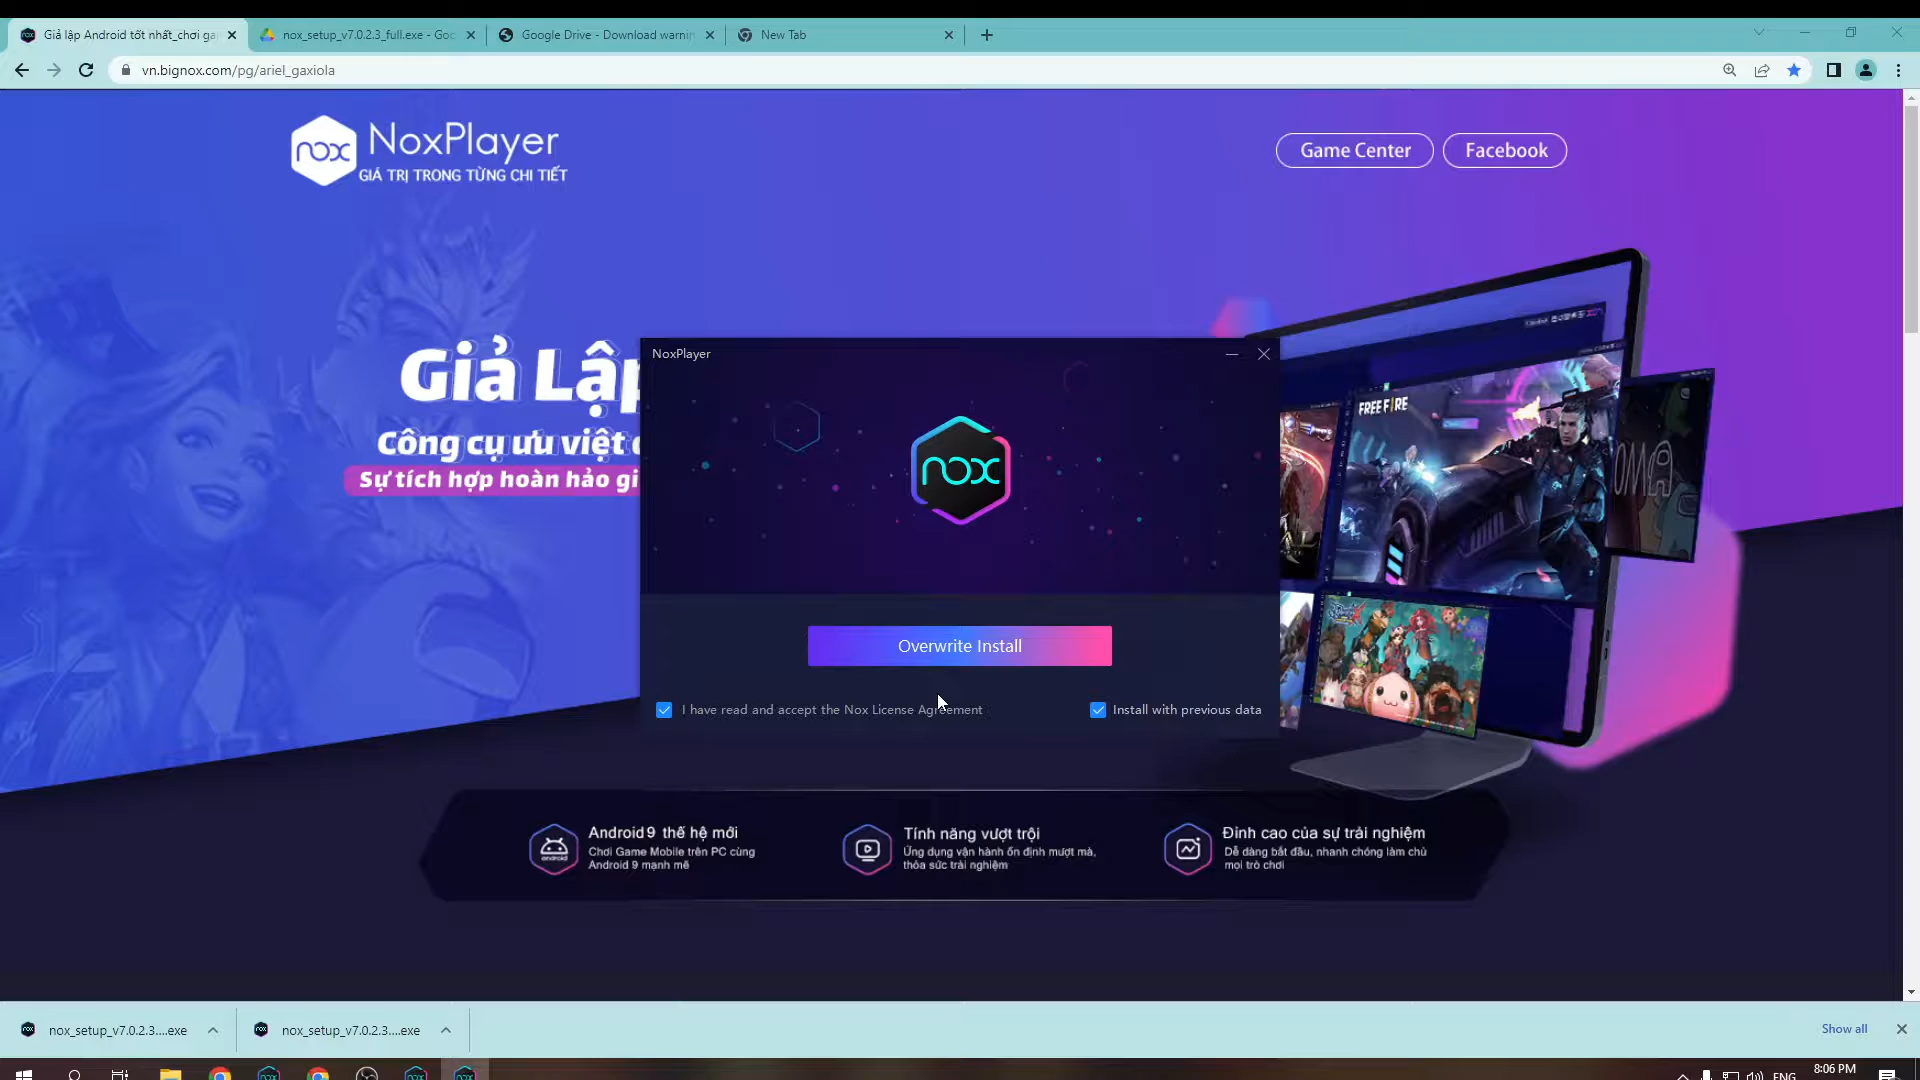 Giả lập Android tốt nhất_chơi ga
nox_setup_v7.0.2.3_full.exe - Goo
Google Drive - Download warnin
New Tab
vn.bignox.com/pg/ariel_gaxiola
nox
NoxPlayer
GIÁ TRỊ TRONG TỪNG CHI TIẾT
Game Center
Facebook
Giả Lập
Công cụ ưu việt
Sự tích hợp hoàn hảo gi
FREE FIRE
NoxPlayer
nox
Overwrite Install
I have read and accept the Nox License Agreement
Install with previous data
android
Android 9 thế hệ mới
Chơi Game Mobile trên PC cùng
Android 9 mạnh mẽ
Tính năng vượt trội
Ứng dụng vận hành ổn định mượt mà,
thỏa sức trải nghiệm
Đỉnh cao của sự trải nghiệm
Dễ dàng bắt đầu, nhanh chóng làm chủ
mọi trò chơi
nox_setup_v7.0.2.3....exe
nox_setup_v7.0.2.3....exe
Show all
ENG
8:06 PM